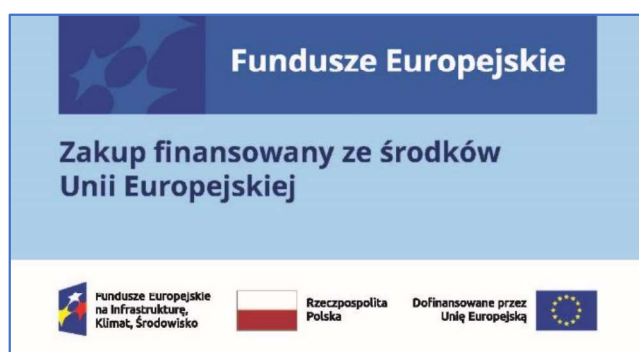 Fundusze Europejskie
Zakup finansowany ze środków
Unii Europejskiej
Fundusze Europejskie
na Infrastrukturę,
Klimat, Środowisko
Rzeczpospolita
Polska
Dofinansowane przez
Unię Europejską